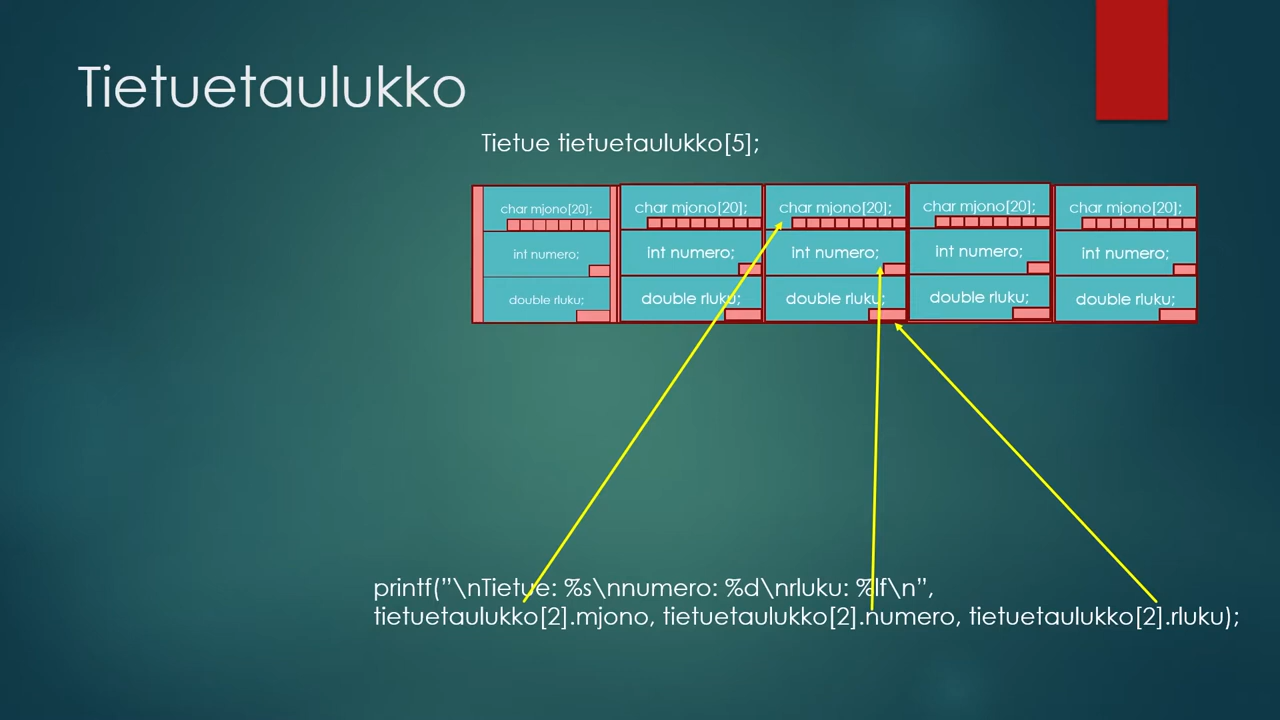 Tietuetaulukko
Tietue tietuetaulukko[5];
char mjono[20]; char mjono[20]; char mjono[20]; char mjono[20]; char mjono[20];
int numero; int numero; int numero; int numero; int numero;
double rluku; double rluku; double rluku; double rluku; double rluku;
printf(”\nTietue: %s\nnumero: %d\nrluku: %lf\n”,
tietuetaulukko[2].mjono, tietuetaulukko[2].numero, tietuetaulukko[2].rluku);